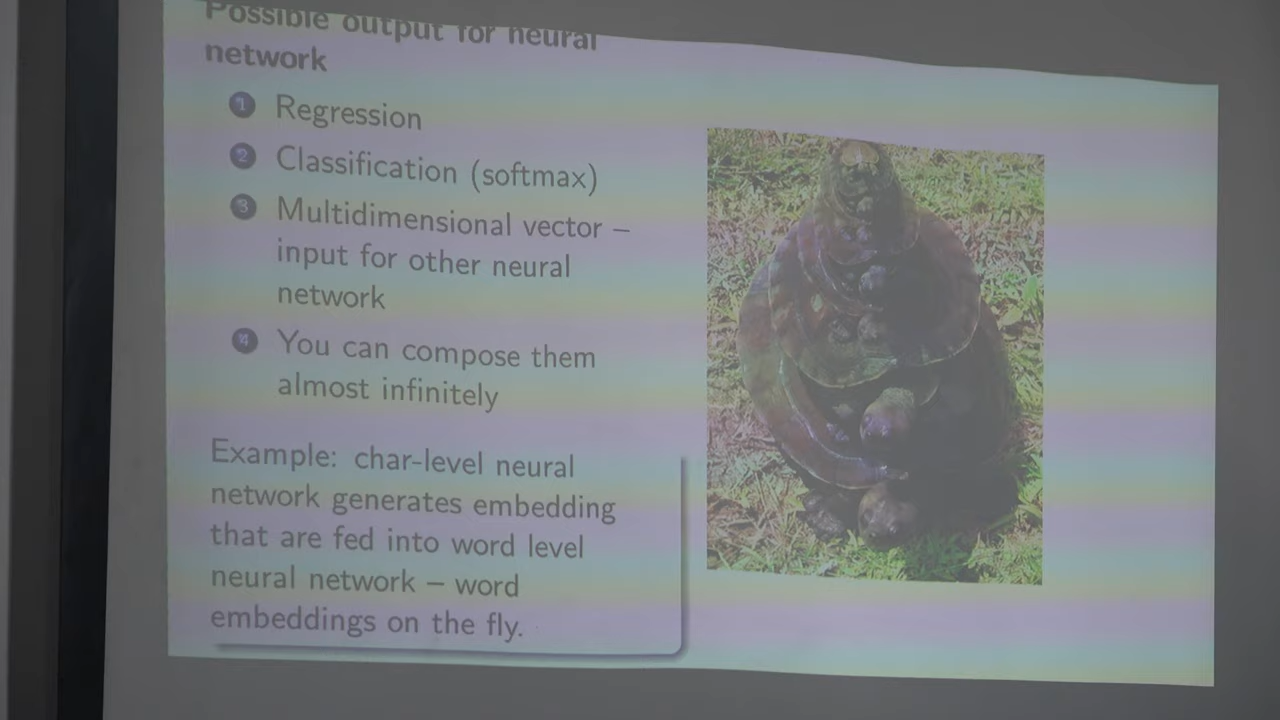 Possible output for neural
network
1 Regression
2 Classification (softmax)
3 Multidimensional vector –
input for other neural
network
4 You can compose them
almost infinitely
Example: char-level neural
network generates embedding
that are fed into word level
neural network – word
embeddings on the fly.